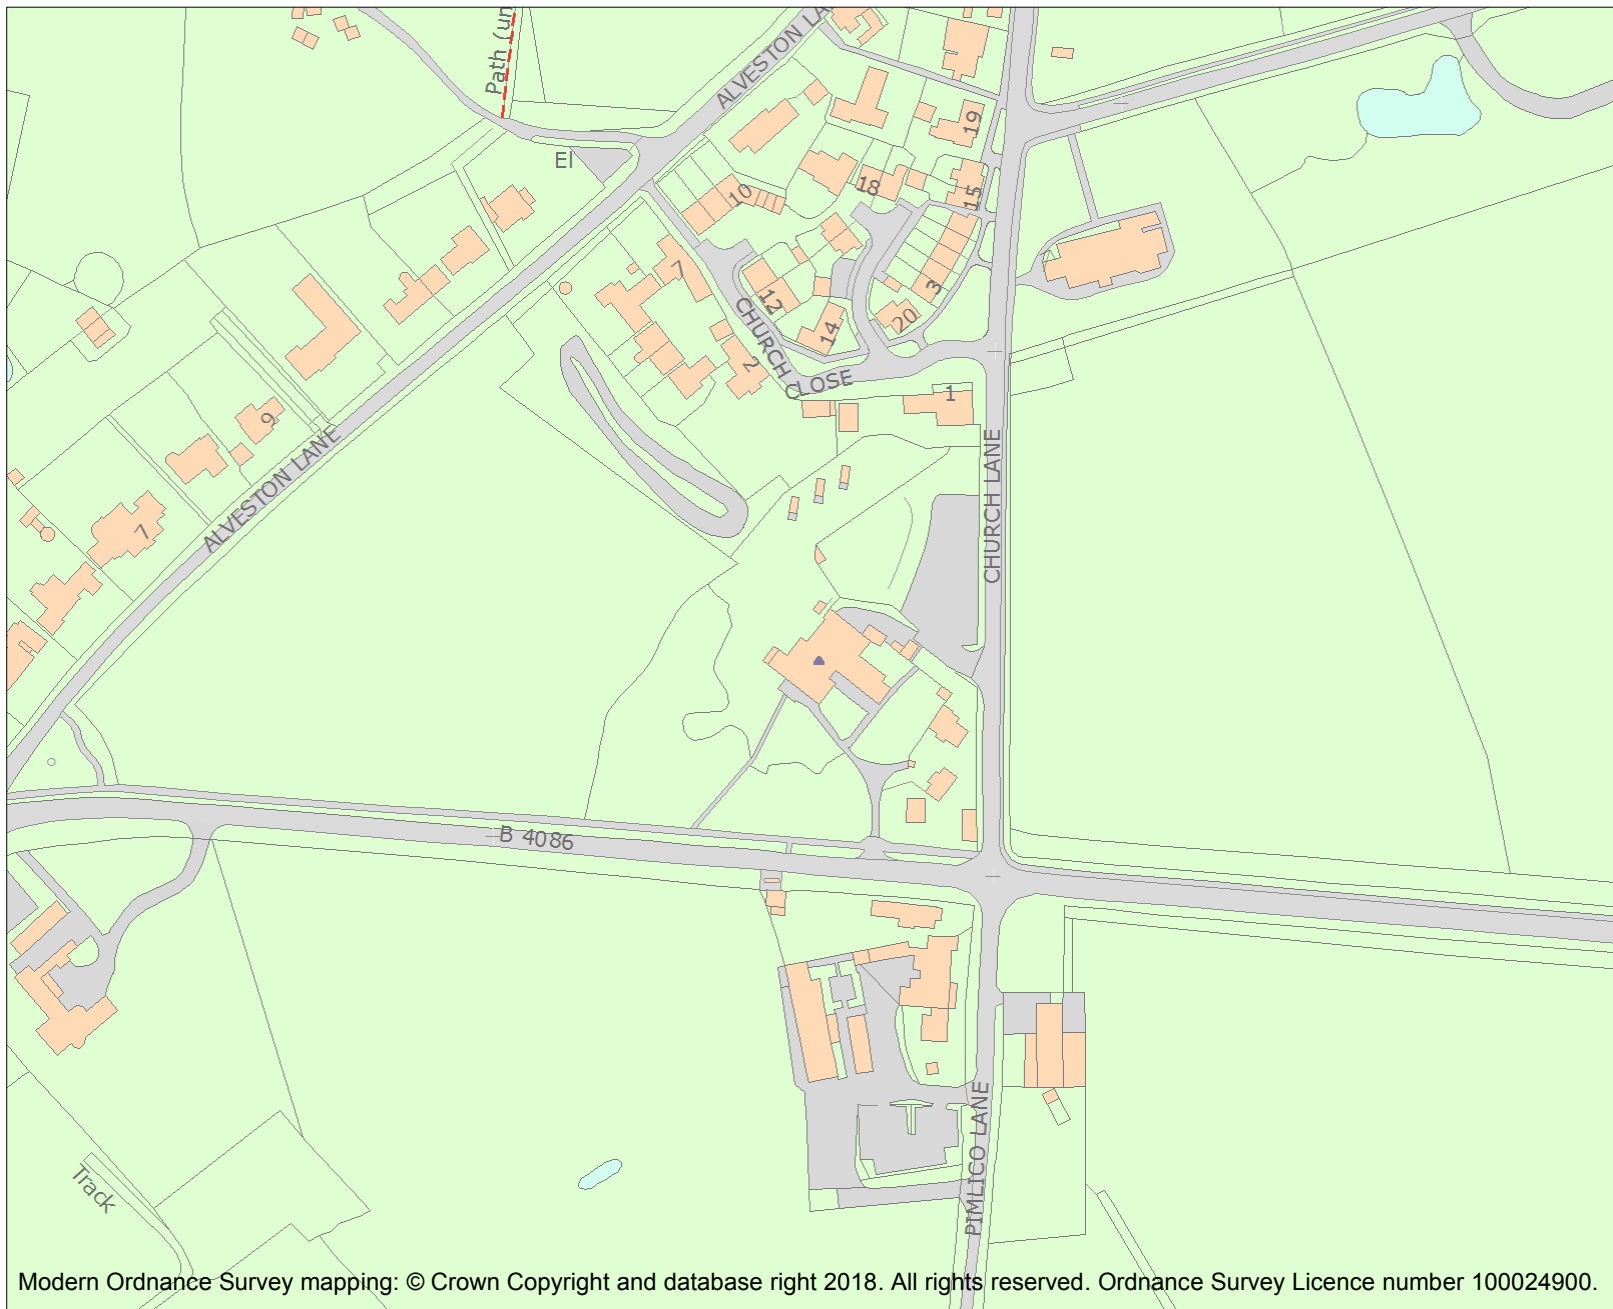 Path (un
ALVESTON LA
El
19
18
15
10
7
3
12
20
14
2
CHURCH
CLOSE
1
9
ALVESTON LANE
CHURCH LANE
7
B 4086
PIMLICO LANE
Track
Modern Ordnance Survey mapping: © Crown Copyright and database right 2018. All rights reserved. Ordnance Survey Licence number 100024900.